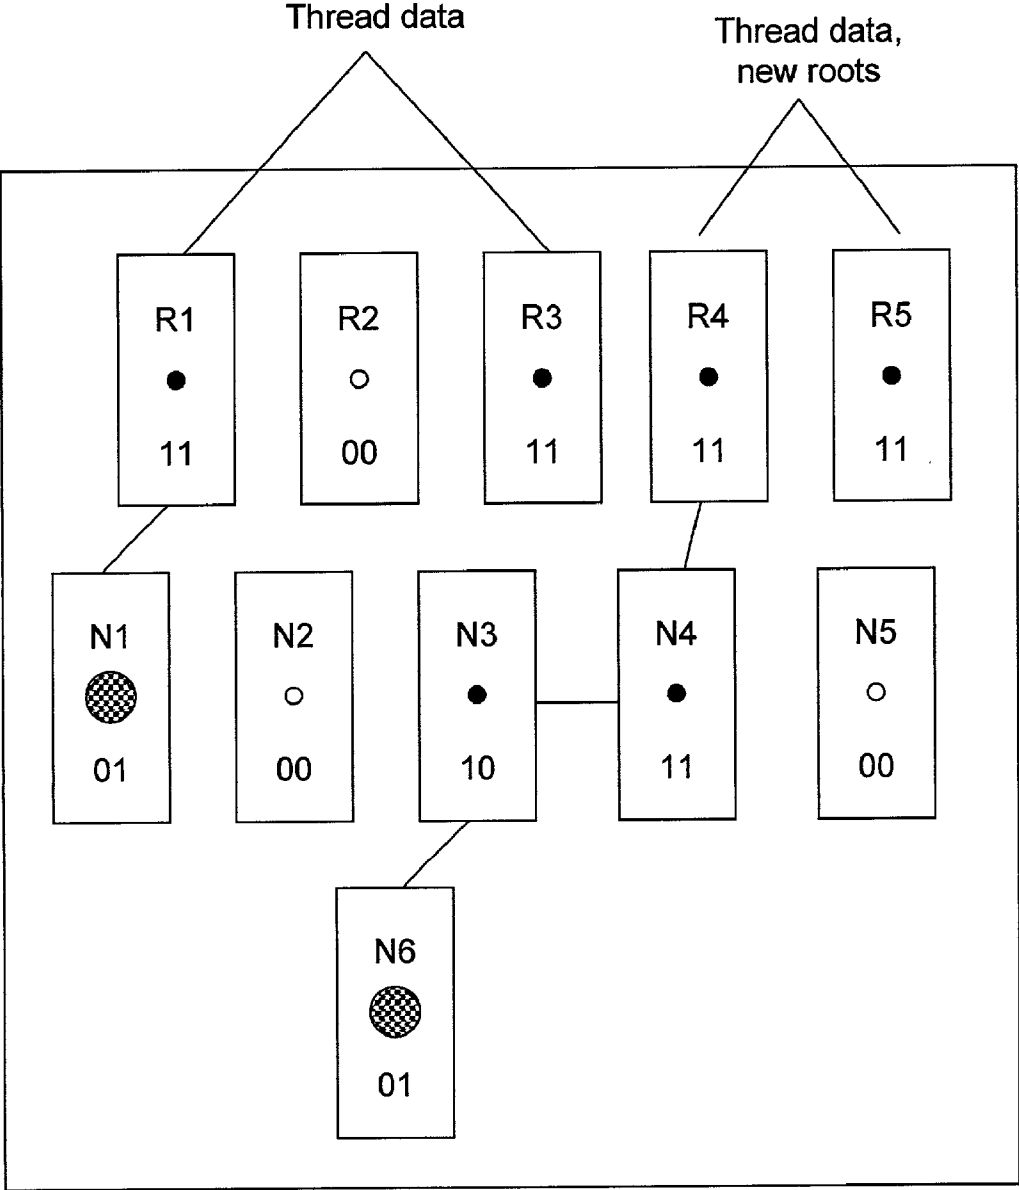 Thread data
Thread data,
new roots
R1
11
R2
00
R3
11
R4
11
R5
11
N1
01
N2
00
N3
10
N4
11
N5
00
N6
01